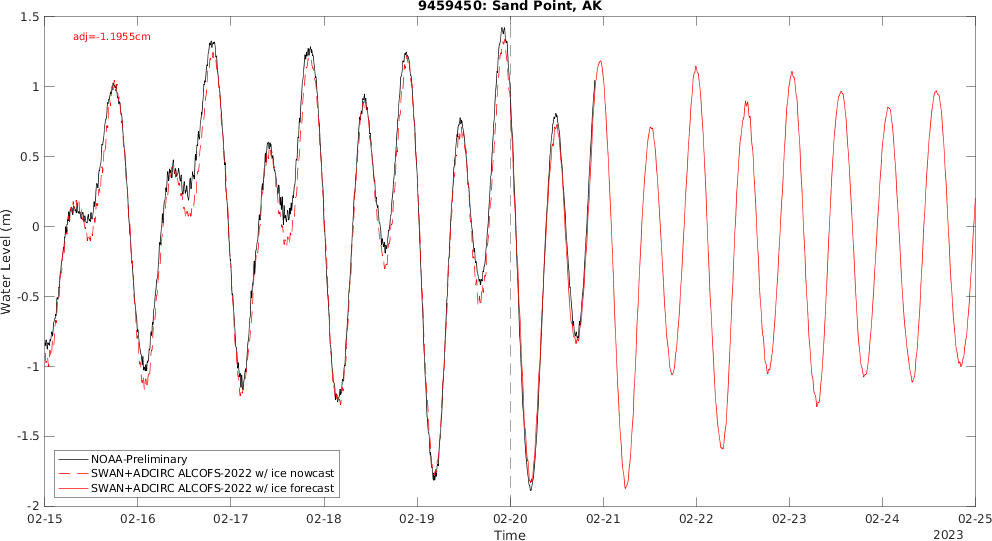 9459450: Sand Point, AK
adj=-1.1955cm
1.5
1
0.5
0
-0.5
-1
-1.5
-2
Water Level (m)
NOAA-Preliminary
SWAN+ADCIRC ALCOFS-2022 w/ ice nowcast
SWAN+ADCIRC ALCOFS-2022 w/ ice forecast
02-15 02-16 02-17 02-18 02-19 02-20 02-21 02-22 02-23 02-24 02-25
Time
2023